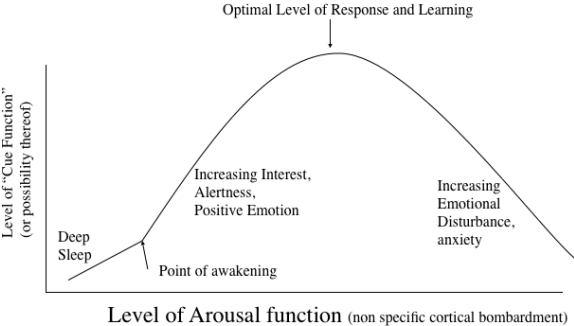 Optimal Level of Response and Learning
Level of “Cue Function”
(or possibility thereof)
Increasing Interest,
Alertness,
Positive Emotion
Increasing
Emotional
Disturbance,
anxiety
Deep
Sleep
Point of awakening
Level of Arousal function (non specific cortical bombardment)